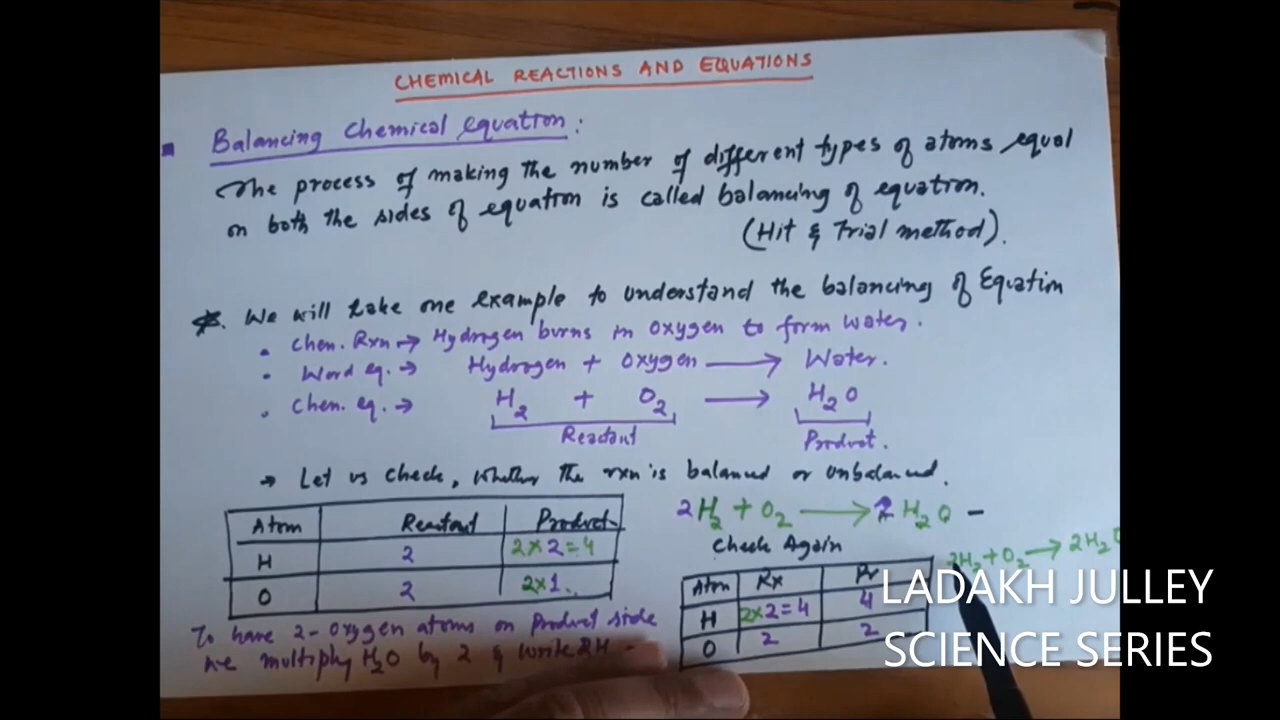 CHEMICAL REACTIONS AND EQUATIONS
Balancing Chemical equation:
The process of making the number of different types of atoms equal
on both the sides of equation is called balancing of equation.
(Hit & Trial method).
We will take one example to understand the balancing of Equation
Chem. Rxn → Hydrogen burns in oxygen to form water.
Word eq. → Hydrogen + Oxygen → Water.
Chem. eq. → H₂ + O₂ → H₂O
Reactant Product.
→ Let us check, whether the rxn is balanced or unbalanced.
Atom Reactant Product
H 2 2×2=4
O 2 2×1
To have 2-oxygen atoms on Product side
we multiply H₂O by 2 & write 2H
2H₂ + O₂ → 2 H₂O -
Check Again
Atom Rx Pr
H 2×2=4 4
O 2 2
2H₂+O₂ → 2H₂O
LADAKH JULLEY
SCIENCE SERIES